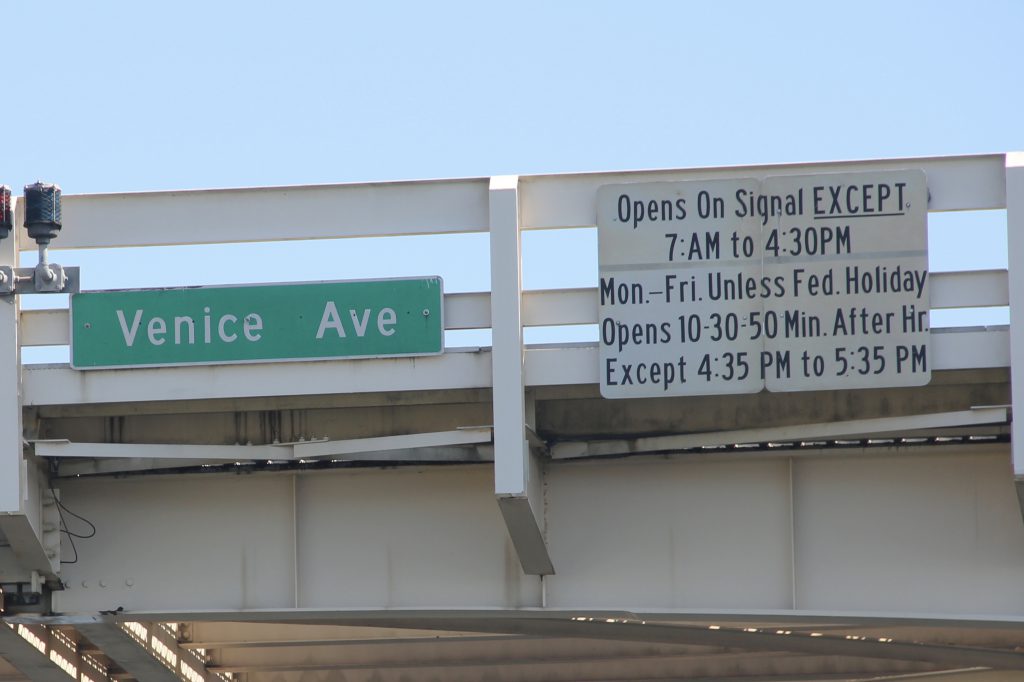 Venice Ave
Opens On Signal EXCEPT
7:AM to 4:30PM
Mon.-Fri. Unless Fed. Holiday
Opens 10-30-50 Min. After Hr.
Except 4:35 PM to 5:35 PM